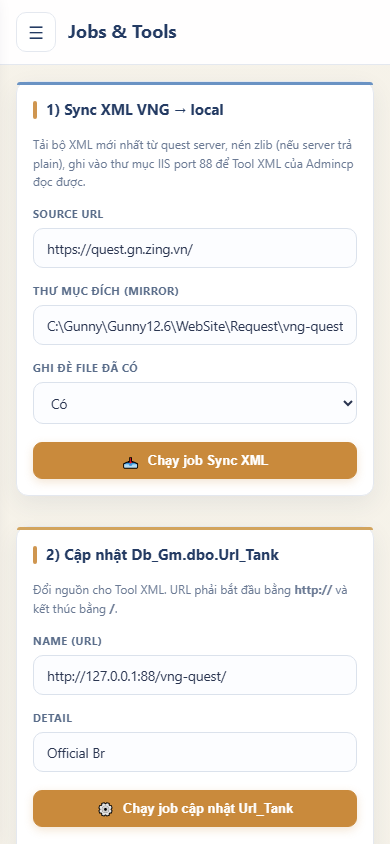 ☰ Jobs & Tools
1) Sync XML VNG → local
Tải bộ XML mới nhất từ quest server, nén zlib (nếu server trả
plain), ghi vào thư mục IIS port 88 để Tool XML của Admincp
đọc được.
SOURCE URL
https://quest.gn.zing.vn/
THƯ MỤC ĐÍCH (MIRROR)
C:\Gunny\Gunny12.6\WebSite\Request\vng-quest
GHI ĐÈ FILE ĐÃ CÓ
Có
📥 Chạy job Sync XML
2) Cập nhật Db_Gm.dbo.Url_Tank
Đổi nguồn cho Tool XML. URL phải bắt đầu bằng http:// và
kết thúc bằng /.
NAME (URL)
http://127.0.0.1:88/vng-quest/
DETAIL
Official Br
⚙️ Chạy job cập nhật Url_Tank